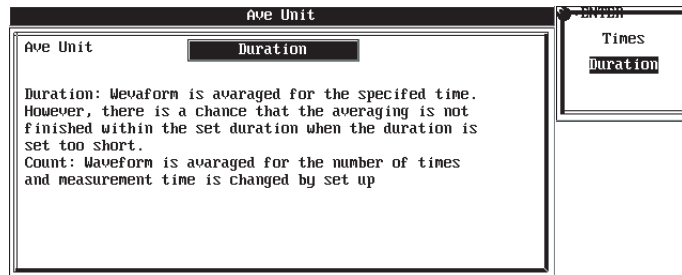 Ave Unit
Ave Unit
Duration
Duration: Wevaform is avaraged for the specifed time.
However, there is a chance that the averaging is not
finished within the set duration when the duration is
set too short.
Count: Waveform is avaraged for the number of times
and measurement time is changed by set up
ENTER
Times
Duration